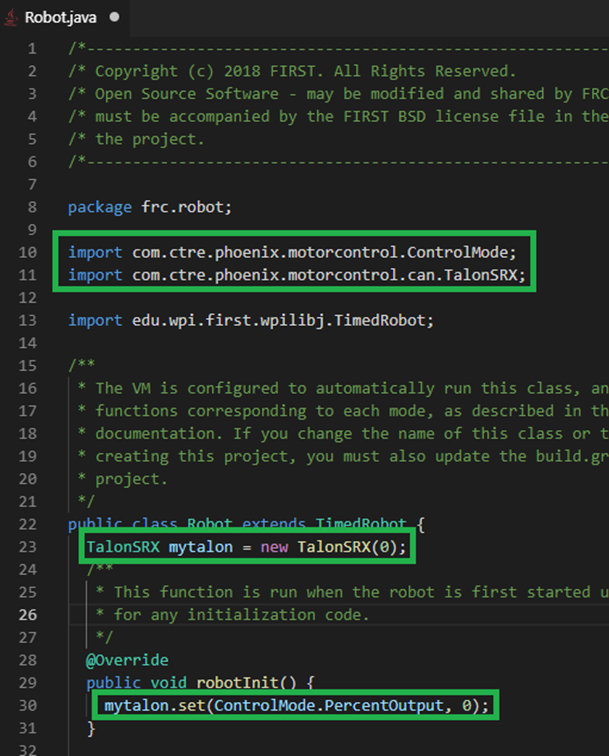 Robot.java
1 /*----------------------------------------------------------
2 /* Copyright (c) 2018 FIRST. All Rights Reserved.
3 /* Open Source Software - may be modified and shared by FRC
4 /* must be accompanied by the FIRST BSD license file in the
5 /* the project.
6 /*----------------------------------------------------------
7
8 package frc.robot;
9
10 import com.ctre.phoenix.motorcontrol.ControlMode;
11 import com.ctre.phoenix.motorcontrol.can.TalonSRX;
12
13 import edu.wpi.first.wpilibj.TimedRobot;
14
15 /**
16 * The VM is configured to automatically run this class, an
17 * functions corresponding to each mode, as described in th
18 * documentation. If you change the name of this class or t
19 * creating this project, you must also update the build.gr
20 * project.
21 */
22 public class Robot extends TimedRobot {
23 TalonSRX mytalon = new TalonSRX(0);
24 /**
25 * This function is run when the robot is first started u
26 * for any initialization code.
27 */
28 @Override
29 public void robotInit() {
30 mytalon.set(ControlMode.PercentOutput, 0);
31 }
32